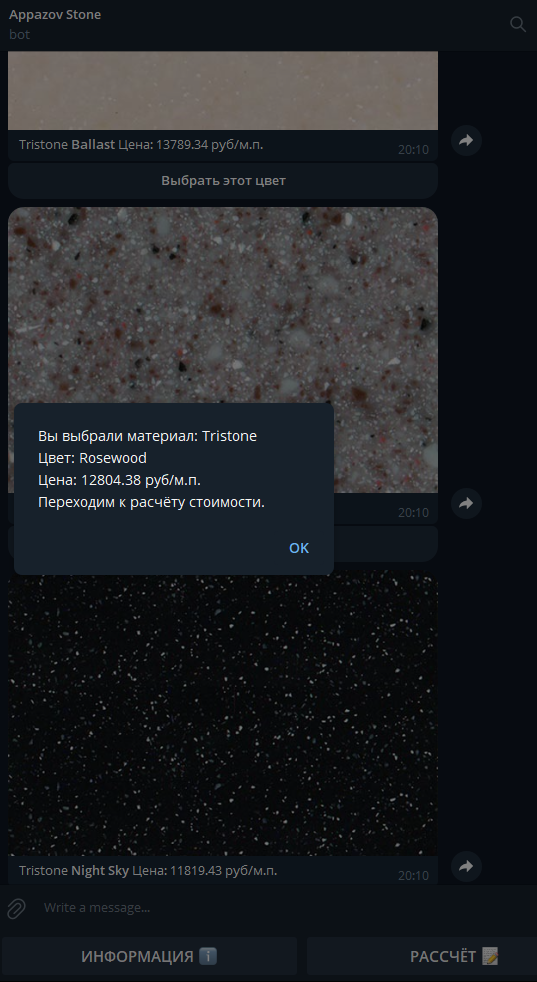 Appazov Stone
bot
Tristone Ballast Цена: 13789.34 руб/м.п.
20:10
Выбрать этот цвет
Вы выбрали материал: Tristone
Цвет: Rosewood
Цена: 12804.38 руб/м.п.
Переходим к расчёту стоимости.
OK
20:10
Tristone Night Sky Цена: 11819.43 руб/м.п.
20:10
Write a message...
ИНФОРМАЦИЯ ℹ️
РАССЧЁТ 📝